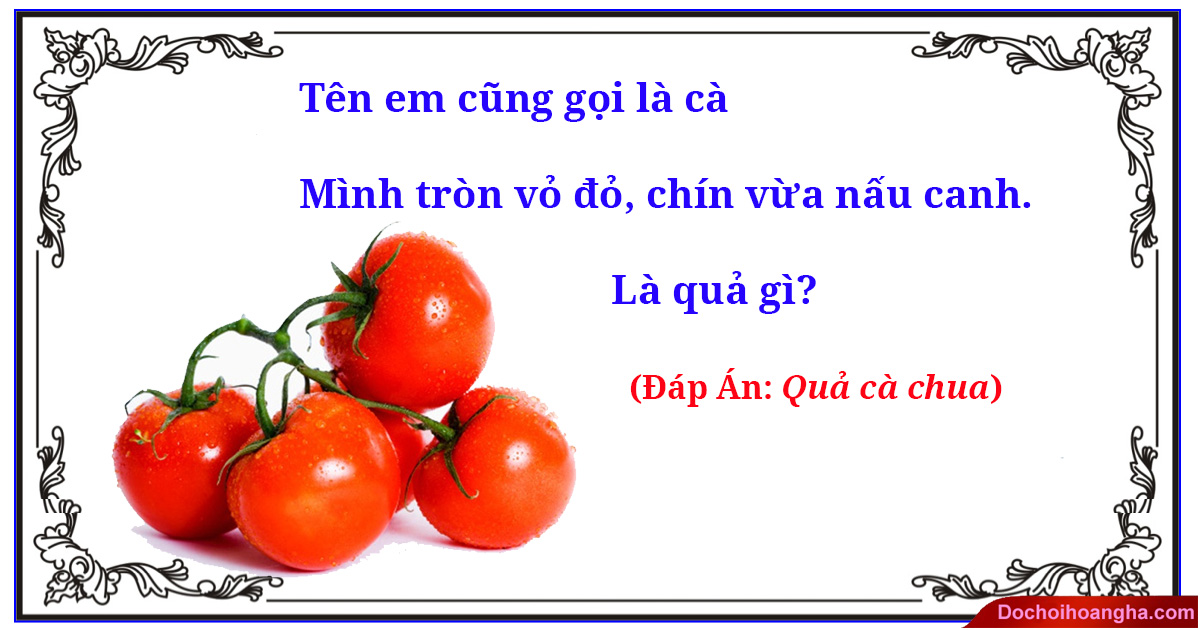 Tên em cũng gọi là cà
Mình tròn vỏ đỏ, chín vừa nấu canh.
Là quả gì?
(Đáp Án: Quả cà chua)
Dochoihoangha.com